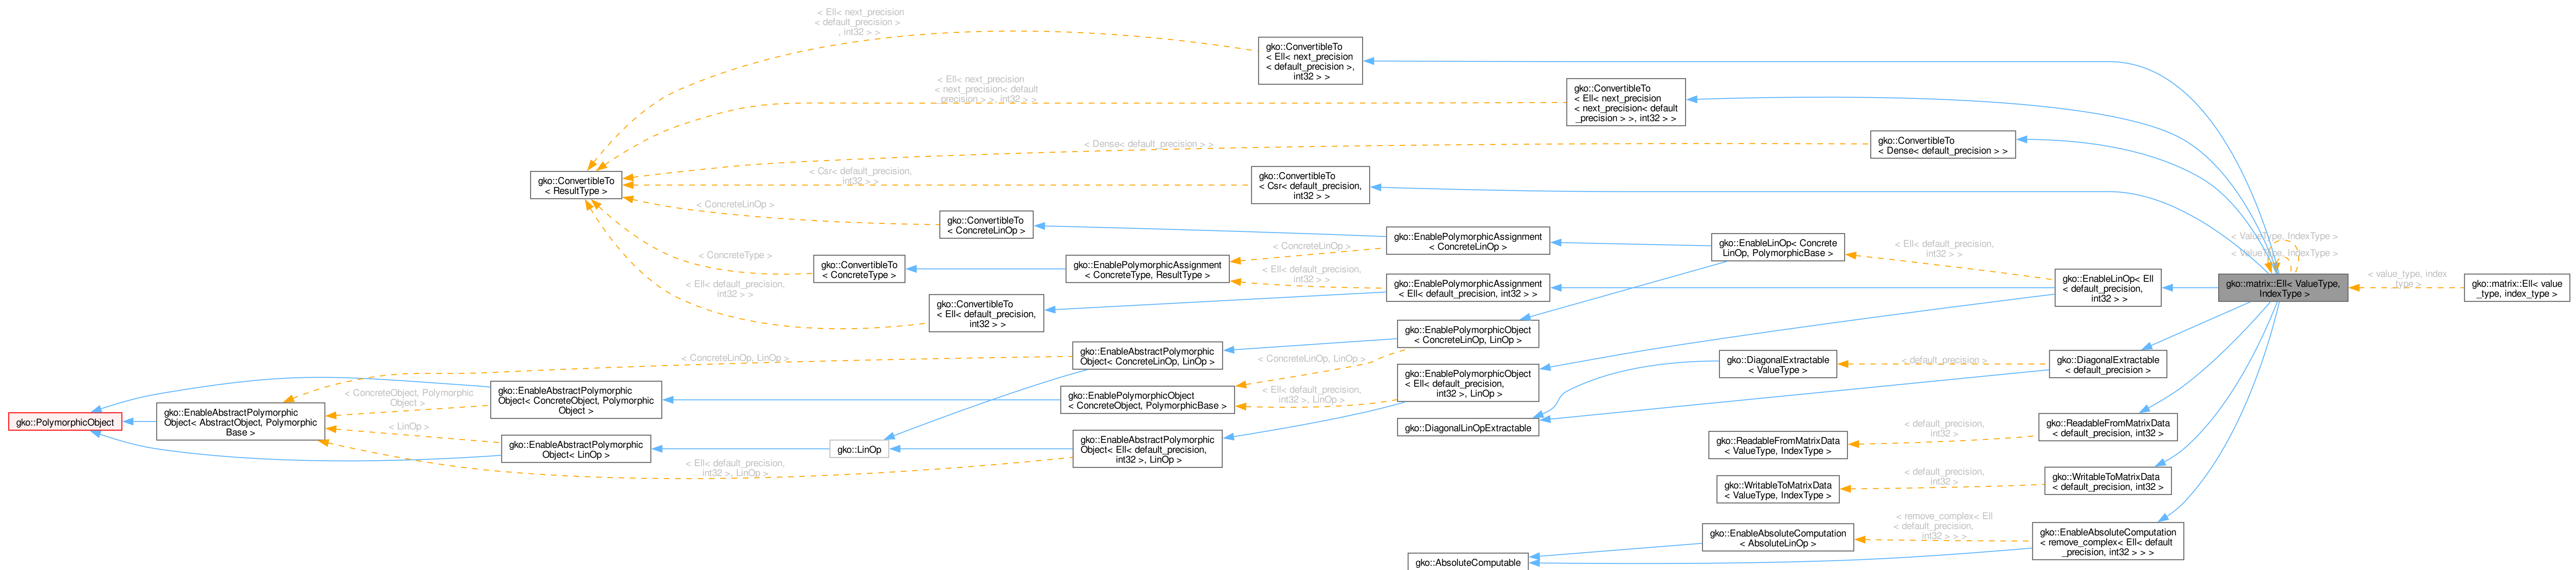 < Ell< next_precision
< default_precision >
, int32 > >
gko::ConvertibleTo
< Ell< next_precision
< default_precision >,
int32 > >
< Ell< next_precision
< next_precision< default
_precision > >, int32 > >
gko::ConvertibleTo
< Ell< next_precision
< next_precision< default
_precision > >, int32 > >
< Dense< default_precision > >
gko::ConvertibleTo
< Dense< default_precision > >
gko::ConvertibleTo
< ResultType >
< Csr< default_precision,
int32 > >
gko::ConvertibleTo
< Csr< default_precision,
int32 > >
< ConcreteLinOp >
gko::ConvertibleTo
< ConcreteLinOp >
gko::EnablePolymorphicAssignment
< ConcreteLinOp >
gko::EnableLinOp< Concrete
LinOp, PolymorphicBase >
< Ell< default_precision,
int32 > >
< ValueType, IndexType >
< ValueType, IndexType >
< ConcreteType >
gko::ConvertibleTo
< ConcreteType >
gko::EnablePolymorphicAssignment
< ConcreteType, ResultType >
< ConcreteLinOp >
< Ell< default_precision,
int32 > >
gko::EnablePolymorphicAssignment
< Ell< default_precision, int32 > >
gko::EnableLinOp< Ell
< default_precision,
int32 > >
gko::matrix::Ell< ValueType,
IndexType >
< value_type, index
_type >
gko::matrix::Ell< value
_type, index_type >
< Ell< default_precision,
int32 > >
gko::ConvertibleTo
< Ell< default_precision,
int32 > >
gko::EnablePolymorphicObject
< ConcreteLinOp, LinOp >
< ConcreteLinOp, LinOp >
gko::EnableAbstractPolymorphic
Object< ConcreteLinOp, LinOp >
< ConcreteLinOp, LinOp >
gko::DiagonalExtractable
< ValueType >
< default_precision >
gko::DiagonalExtractable
< default_precision >
gko::EnablePolymorphicObject
< Ell< default_precision,
int32 >, LinOp >
< Ell< default_precision,
int32 >, LinOp >
gko::EnablePolymorphicObject
< ConcreteObject, PolymorphicBase >
gko::EnableAbstractPolymorphic
Object< ConcreteObject, Polymorphic
Object >
< ConcreteObject, Polymorphic
Object >
gko::PolymorphicObject
gko::EnableAbstractPolymorphic
Object< AbstractObject, Polymorphic
Base >
< LinOp >
gko::EnableAbstractPolymorphic
Object< LinOp >
gko::LinOp
gko::EnableAbstractPolymorphic
Object< Ell< default_precision,
int32 >, LinOp >
< Ell< default_precision,
int32 >, LinOp >
gko::DiagonalLinOpExtractable
gko::ReadableFromMatrixData
< ValueType, IndexType >
< default_precision,
int32 >
gko::ReadableFromMatrixData
< default_precision, int32 >
gko::WritableToMatrixData
< ValueType, IndexType >
< default_precision,
int32 >
gko::WritableToMatrixData
< default_precision, int32 >
gko::EnableAbsoluteComputation
< AbsoluteLinOp >
< remove_complex< Ell
< default_precision,
int32 > > >
gko::EnableAbsoluteComputation
< remove_complex< Ell< default
_precision, int32 > > >
gko::AbsoluteComputable